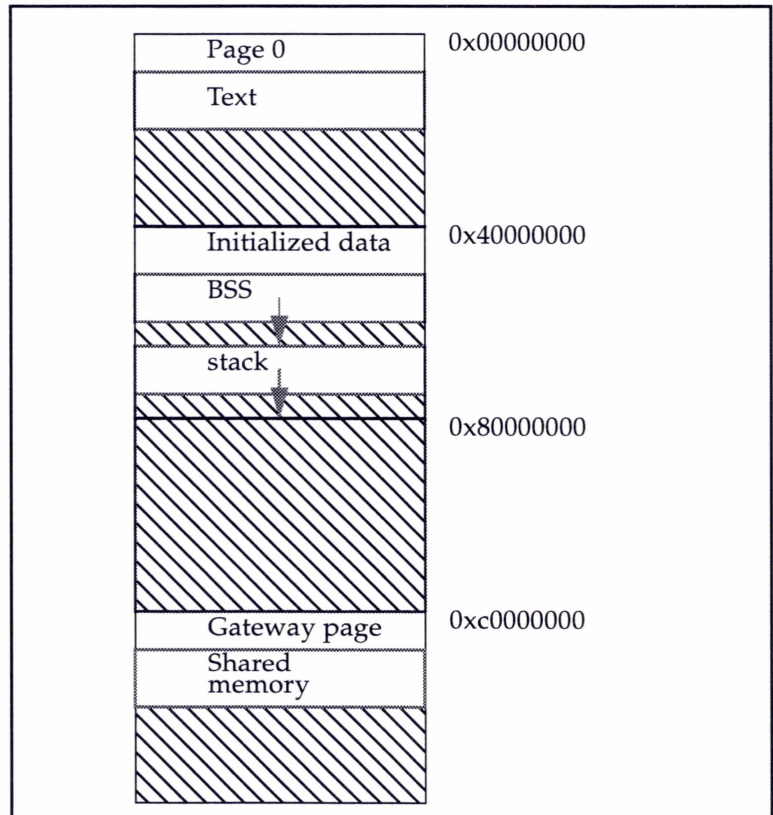 Page 0
0x00000000
Text
Initialized data
0x40000000
BSS
stack
0x80000000
Gateway page
0xc0000000
Shared
memory